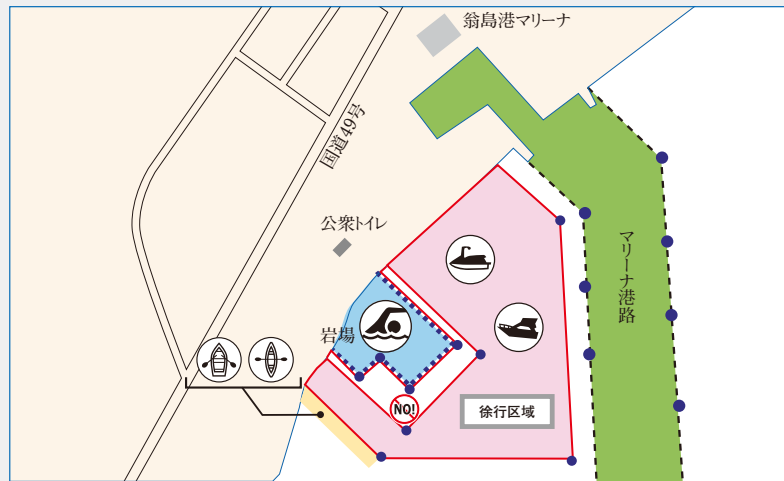 翁島港マリーナ
国道49号
公衆トイレ
マリーナ港路
岩場
NO!
徐行区域